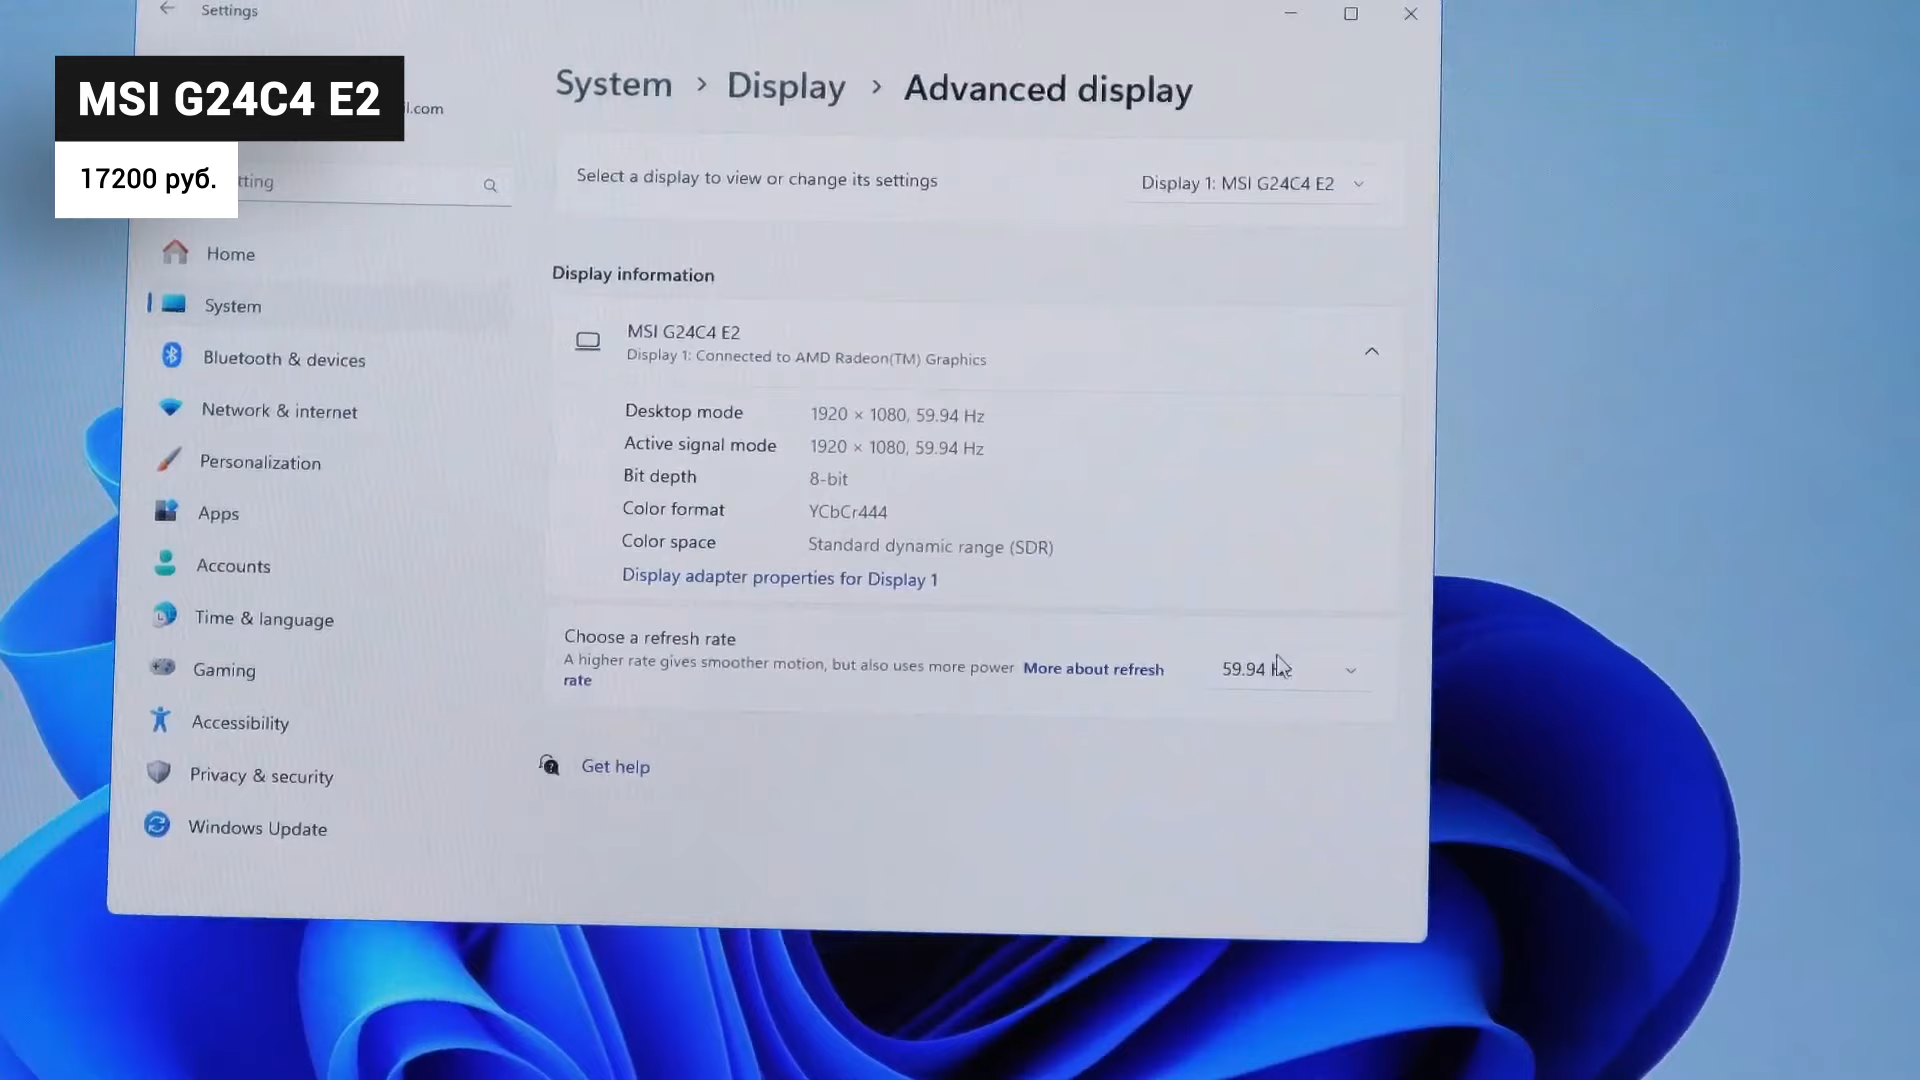 Settings
MSI G24C4 E2
l.com
17200 руб.
tting
Home
System
Bluetooth & devices
Network & internet
Personalization
Apps
Accounts
Time & language
Gaming
Accessibility
Privacy & security
Windows Update
System > Display > Advanced display
Select a display to view or change its settings
Display 1: MSI G24C4 E2
Display information
MSI G24C4 E2
Display 1: Connected to AMD Radeon(TM) Graphics
Desktop mode 1920 × 1080, 59.94 Hz
Active signal mode 1920 × 1080, 59.94 Hz
Bit depth 8-bit
Color format YCbCr444
Color space Standard dynamic range (SDR)
Display adapter properties for Display 1
Choose a refresh rate
A higher rate gives smoother motion, but also uses more power More about refresh
rate
59.94 Hz
Get help